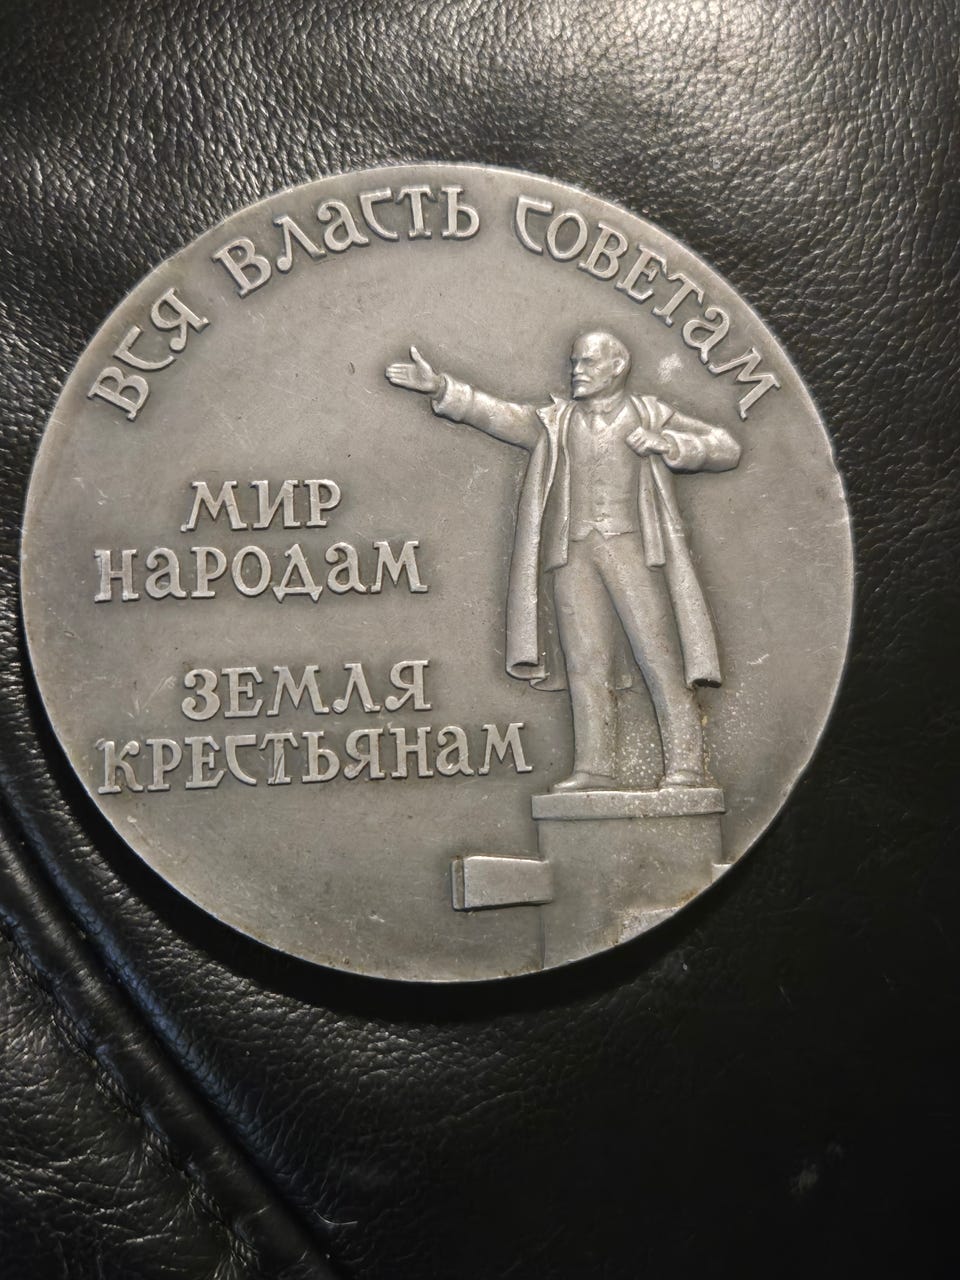 ВСЯ ВЛАСТЬ СОВЕТАМ
МИР
НАРОДАМ
ЗЕМЛЯ
КРЕСТЬЯНАМ